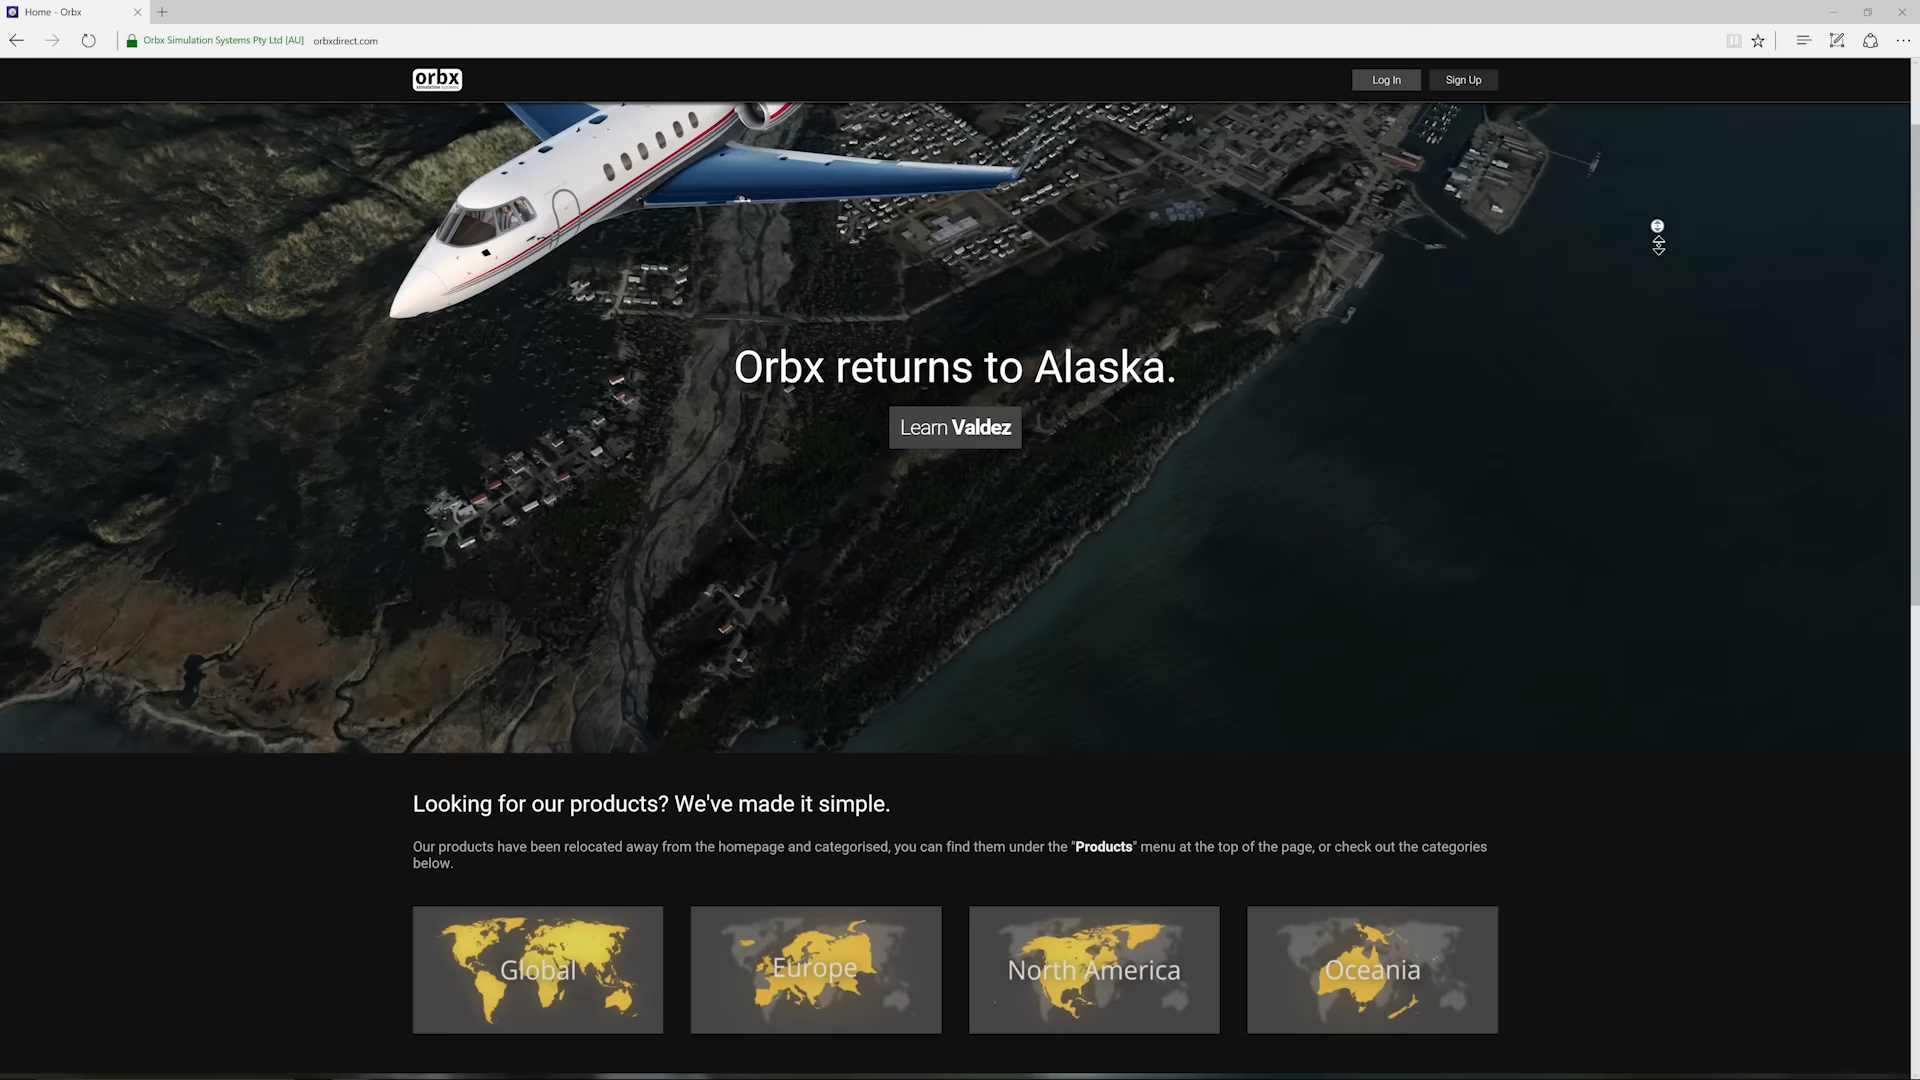 Home - Orbx
Orbx Simulation Systems Pty Ltd [AU] orbxdirect.com
orbx
simulation systems
Log In
Sign Up
Orbx returns to Alaska.
Learn Valdez
Looking for our products? We've made it simple.
Our products have been relocated away from the homepage and categorised, you can find them under the "Products" menu at the top of the page, or check out the categories
below.
Global
Europe
North America
Oceania